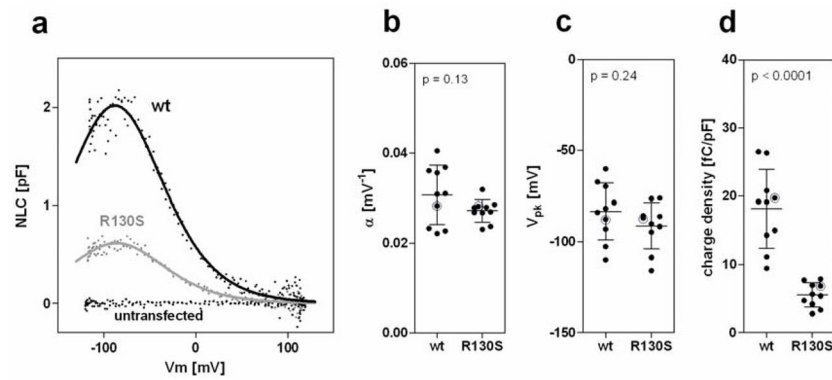 a
NLC [pF]
2
1
0
wt
R130S
untransfected
-100
0
100
Vm [mV]
b
α [mV⁻¹]
0.06
0.04
0.02
0.00
p = 0.13
wt R130S
c
Vpk [mV]
0
-50
-100
-150
p = 0.24
wt R130S
d
charge density [fC/pF]
40
30
20
10
0
p < 0.0001
wt R130S